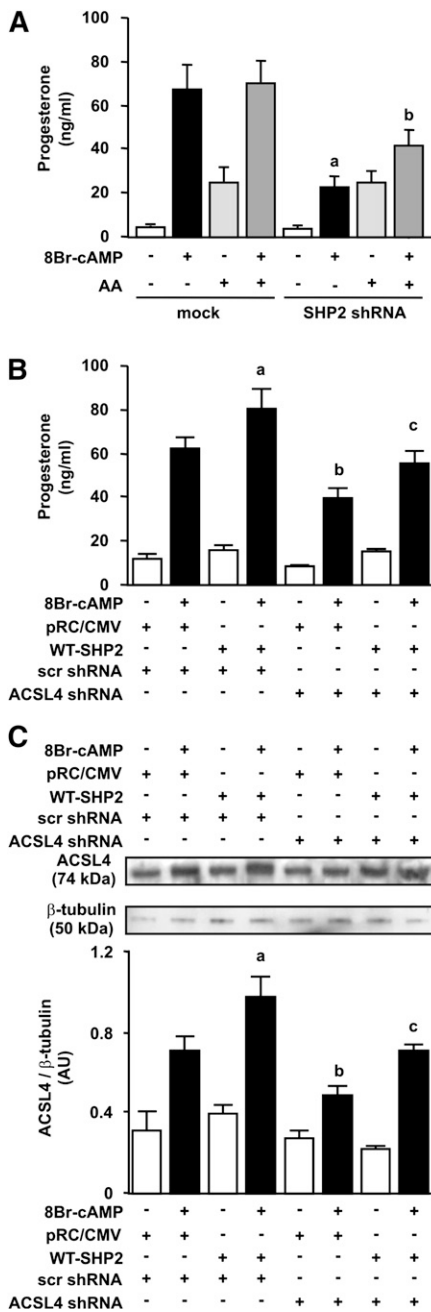 A
Progesterone
(ng/ml)
100
80
60
40
20
0
a
b
8Br-cAMP - + - + - + - +
AA - - + + - - + +
mock SHP2 shRNA
B
Progesterone
(ng/ml)
100
80
60
40
20
0
a
b
c
8Br-cAMP - + - + - + - +
pRC/CMV + + - - + + - -
WT-SHP2 - - + + - - + +
scr shRNA + + + + - - - -
ACSL4 shRNA - - - - + + + +
C
8Br-cAMP - + - + - + - +
pRC/CMV + + - - + + - -
WT-SHP2 - - + + - - + +
scr shRNA + + + + - - - -
ACSL4 shRNA - - - - + + + +
ACSL4
(74 kDa)
β-tubulin
(50 kDa)
ACSL4 / β-tubulin
(AU)
1.2
0.8
0.4
0
a
b
c
8Br-cAMP - + - + - + - +
pRC/CMV + + - - + + - -
WT-SHP2 - - + + - - + +
scr shRNA + + + + - - - -
ACSL4 shRNA - - - - + + + +